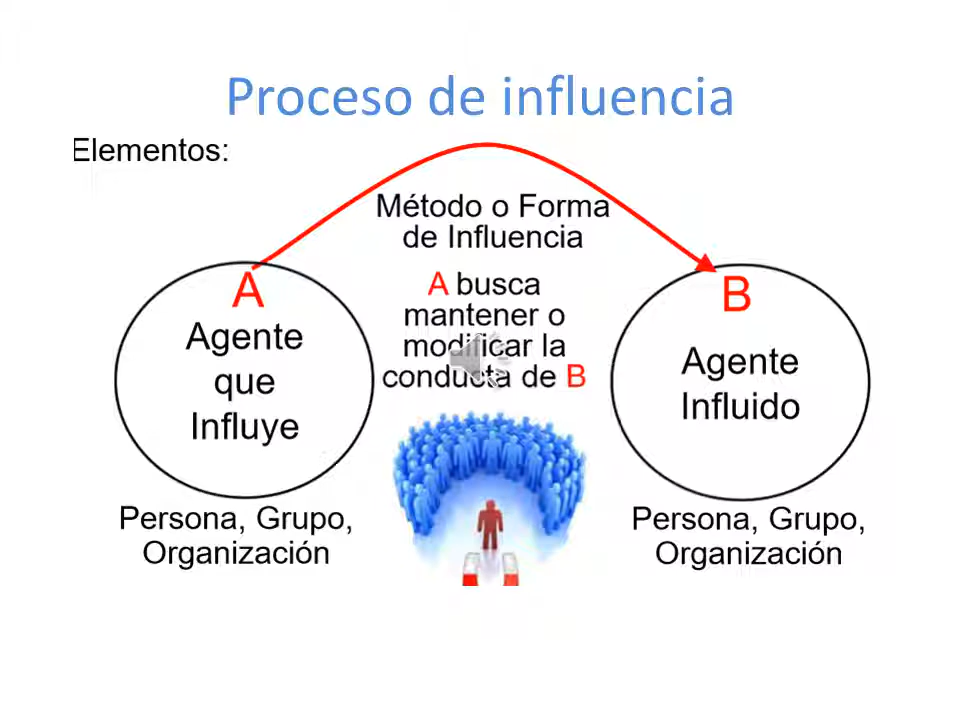 Proceso de influencia
Elementos:
Método o Forma
de Influencia
A
Agente
que
Influye
A busca
mantener o
modificar la
conducta de B
B
Agente
Influido
Persona, Grupo,
Organización
Persona, Grupo,
Organización